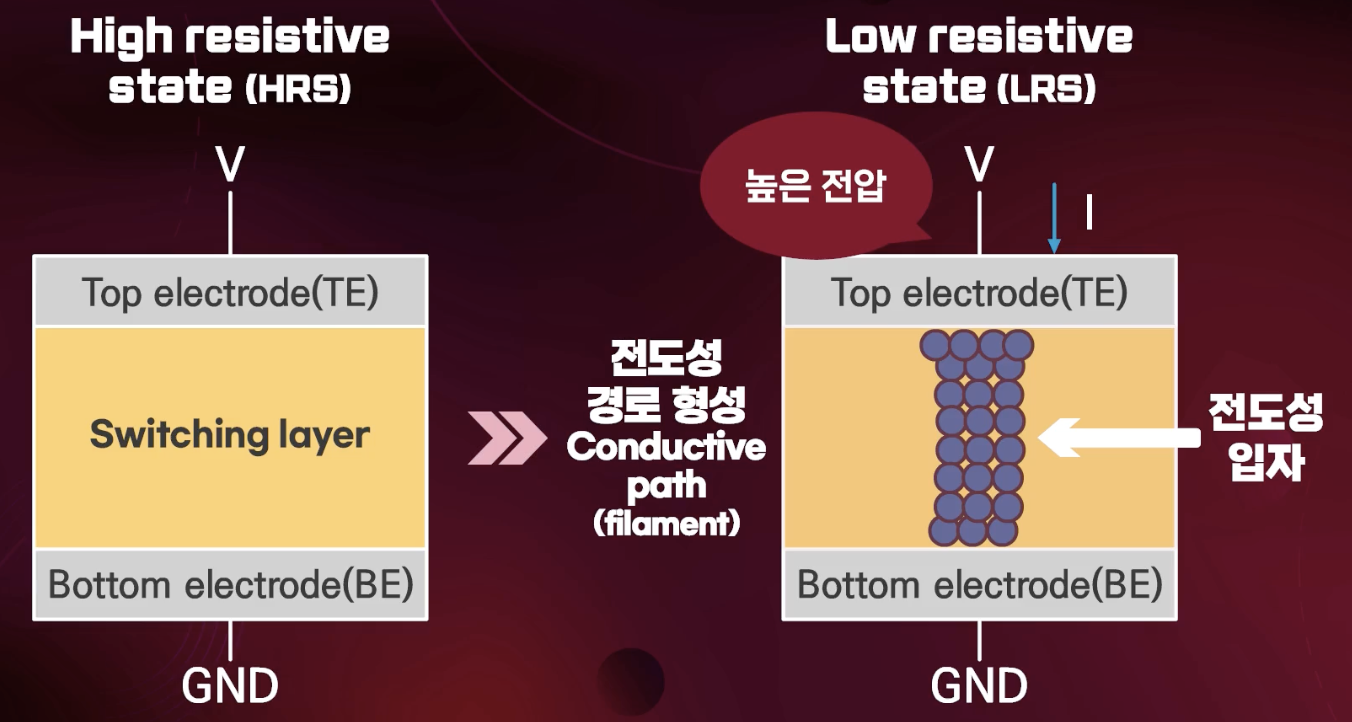 High resistive
state (HRS)
V
Top electrode(TE)
Switching layer
Bottom electrode(BE)
GND
전도성
경로 형성
Conductive
path
(filament)
Low resistive
state (LRS)
높은 전압
V
I
Top electrode(TE)
전도성
입자
Bottom electrode(BE)
GND